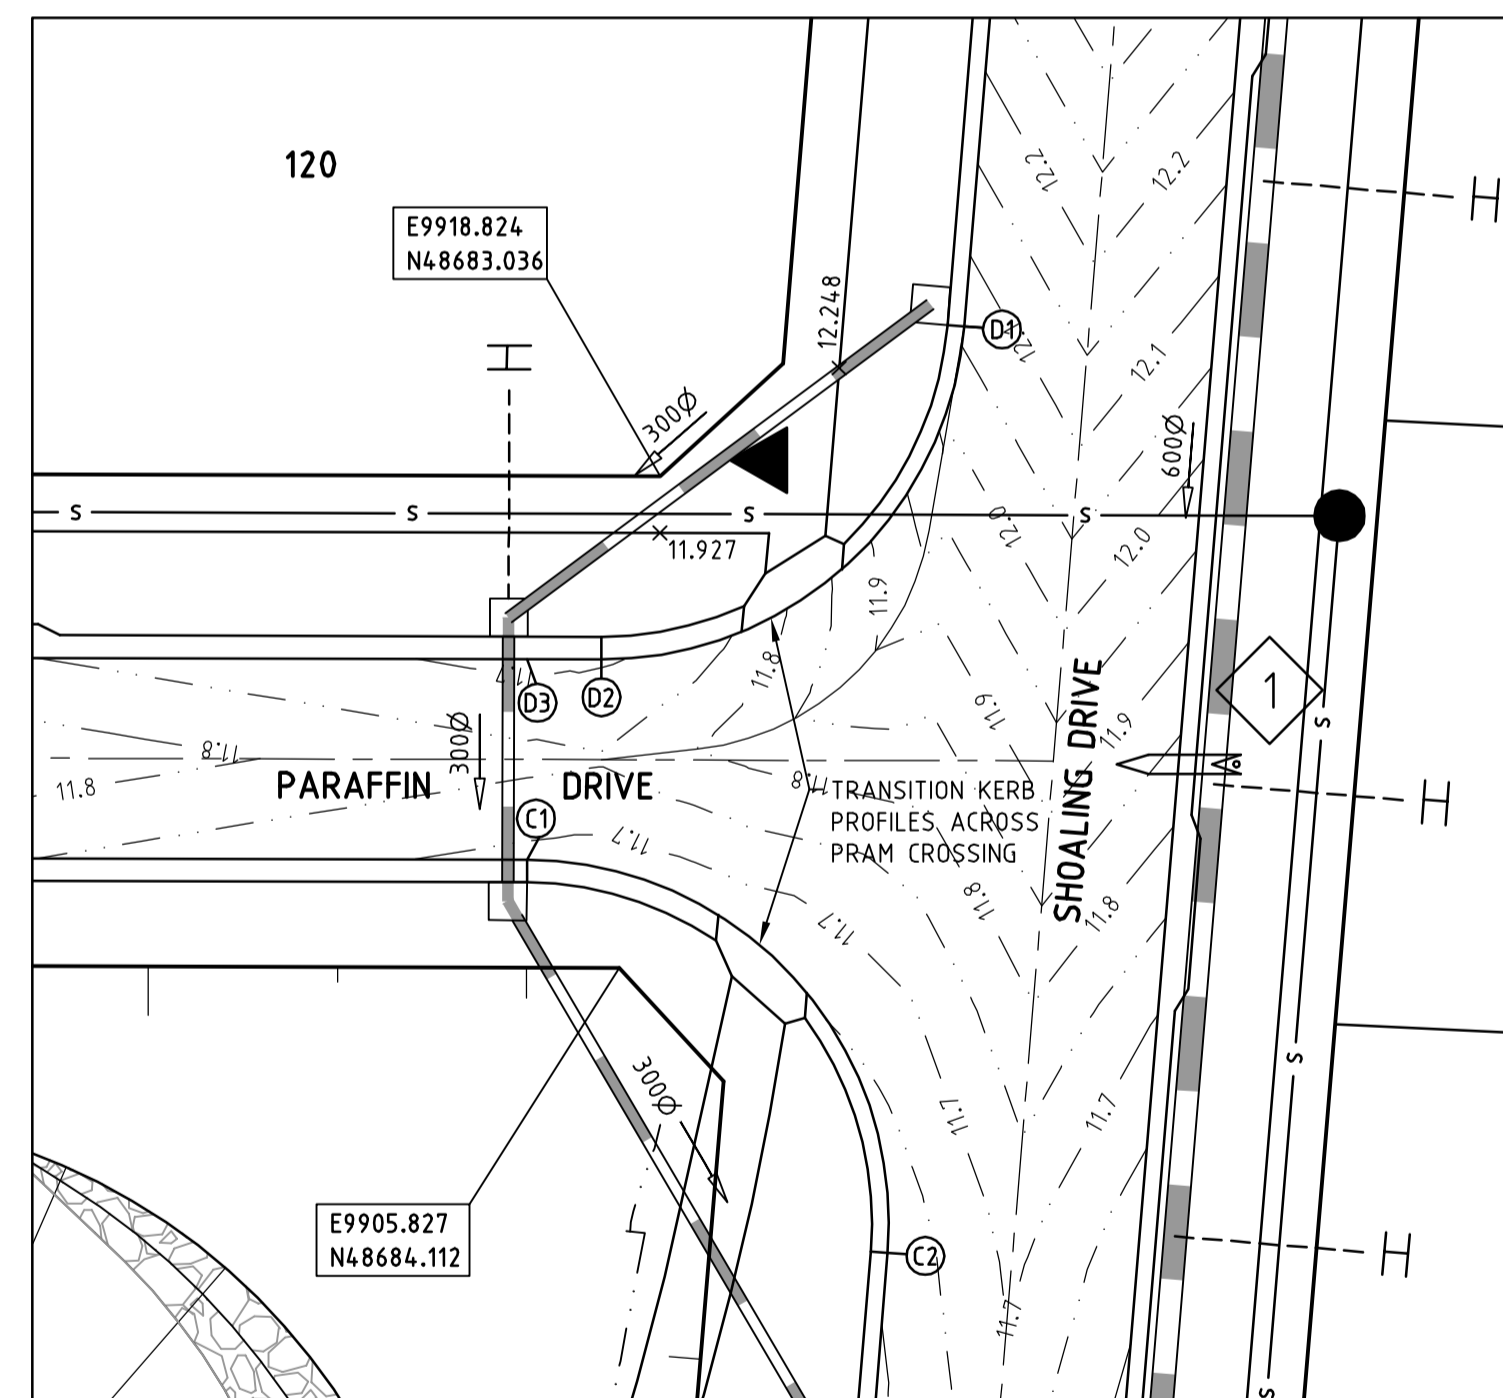 120
E9918.824
N48683.036
12.2
12.2
12.248
D1
12.1
300Ø
600Ø
S
S
S
S
11.927
12.0
12.0
11.9
11.8
D3
D2
11.9
11.9
1
S
300Ø
11.8
11.8
PARAFFIN DRIVE
SHOALING DRIVE
11.8
TRANSITION KERB
PROFILES ACROSS
PRAM CROSSING
C1
11.7
11.7
11.8
11.8
H
H
H
H
300Ø
11.7
11.7
S
E9905.827
N48684.112
C2
11.7
S